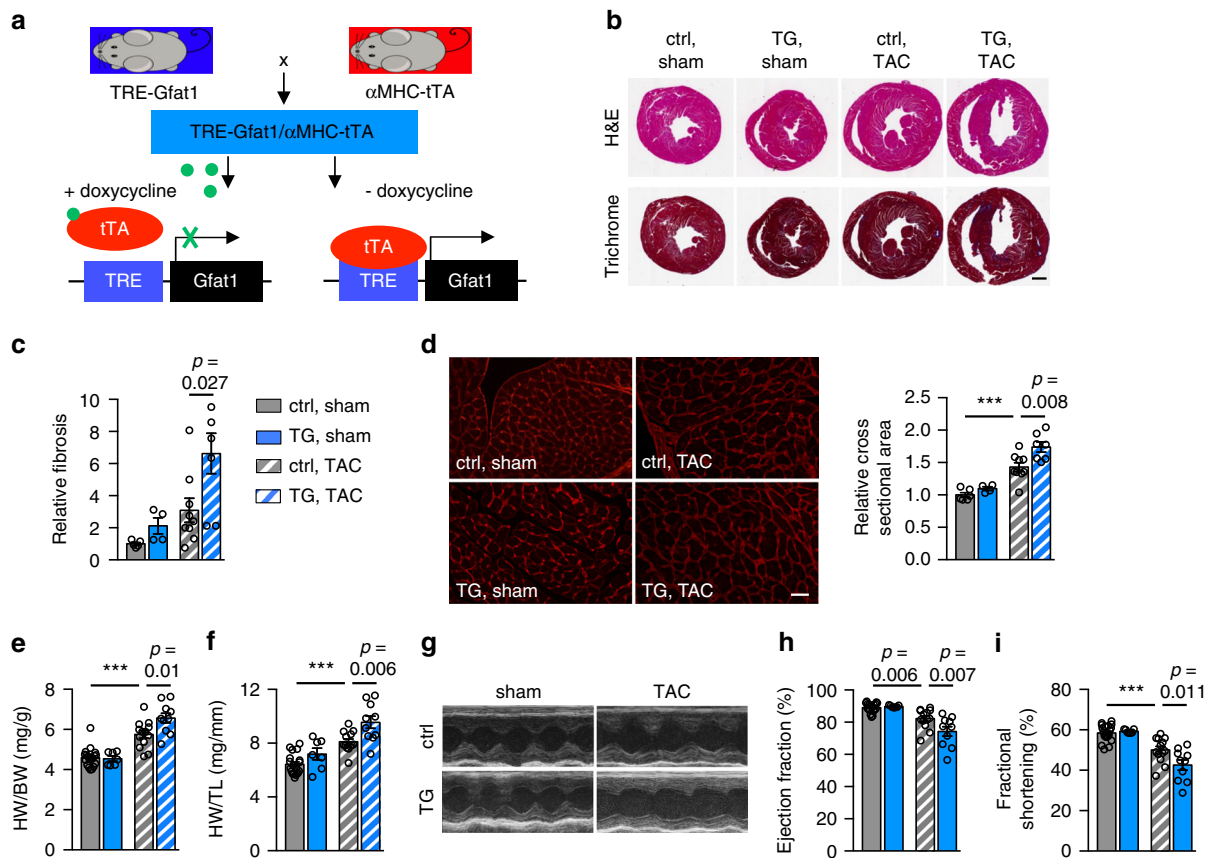 a
x
TRE-Gfat1
αMHC-tTA
TRE-Gfat1/αMHC-tTA
+ doxycycline
- doxycycline
tTA
tTA
TRE
Gfat1
TRE
Gfat1
b
ctrl,
sham
TG,
sham
ctrl,
TAC
TG,
TAC
H&E
Trichrome
c
p =
0.027
Relative fibrosis
10
8
6
4
2
0
ctrl, sham
TG, sham
ctrl, TAC
TG, TAC
d
ctrl, sham
ctrl, TAC
TG, sham
TG, TAC
p =
0.008
***
Relative cross
sectional area
2.5
2.0
1.5
1.0
0.5
0.0
e
p =
0.01
***
HW/BW (mg/g)
8
6
4
2
0
f
p =
0.006
***
HW/TL (mg/mm)
12
9
6
3
0
g
sham
TAC
ctrl
TG
h
p =
0.006
p =
0.007
Ejection fraction (%)
100
80
60
40
20
0
i
p =
0.011
***
Fractional
shortening (%)
80
60
40
20
0